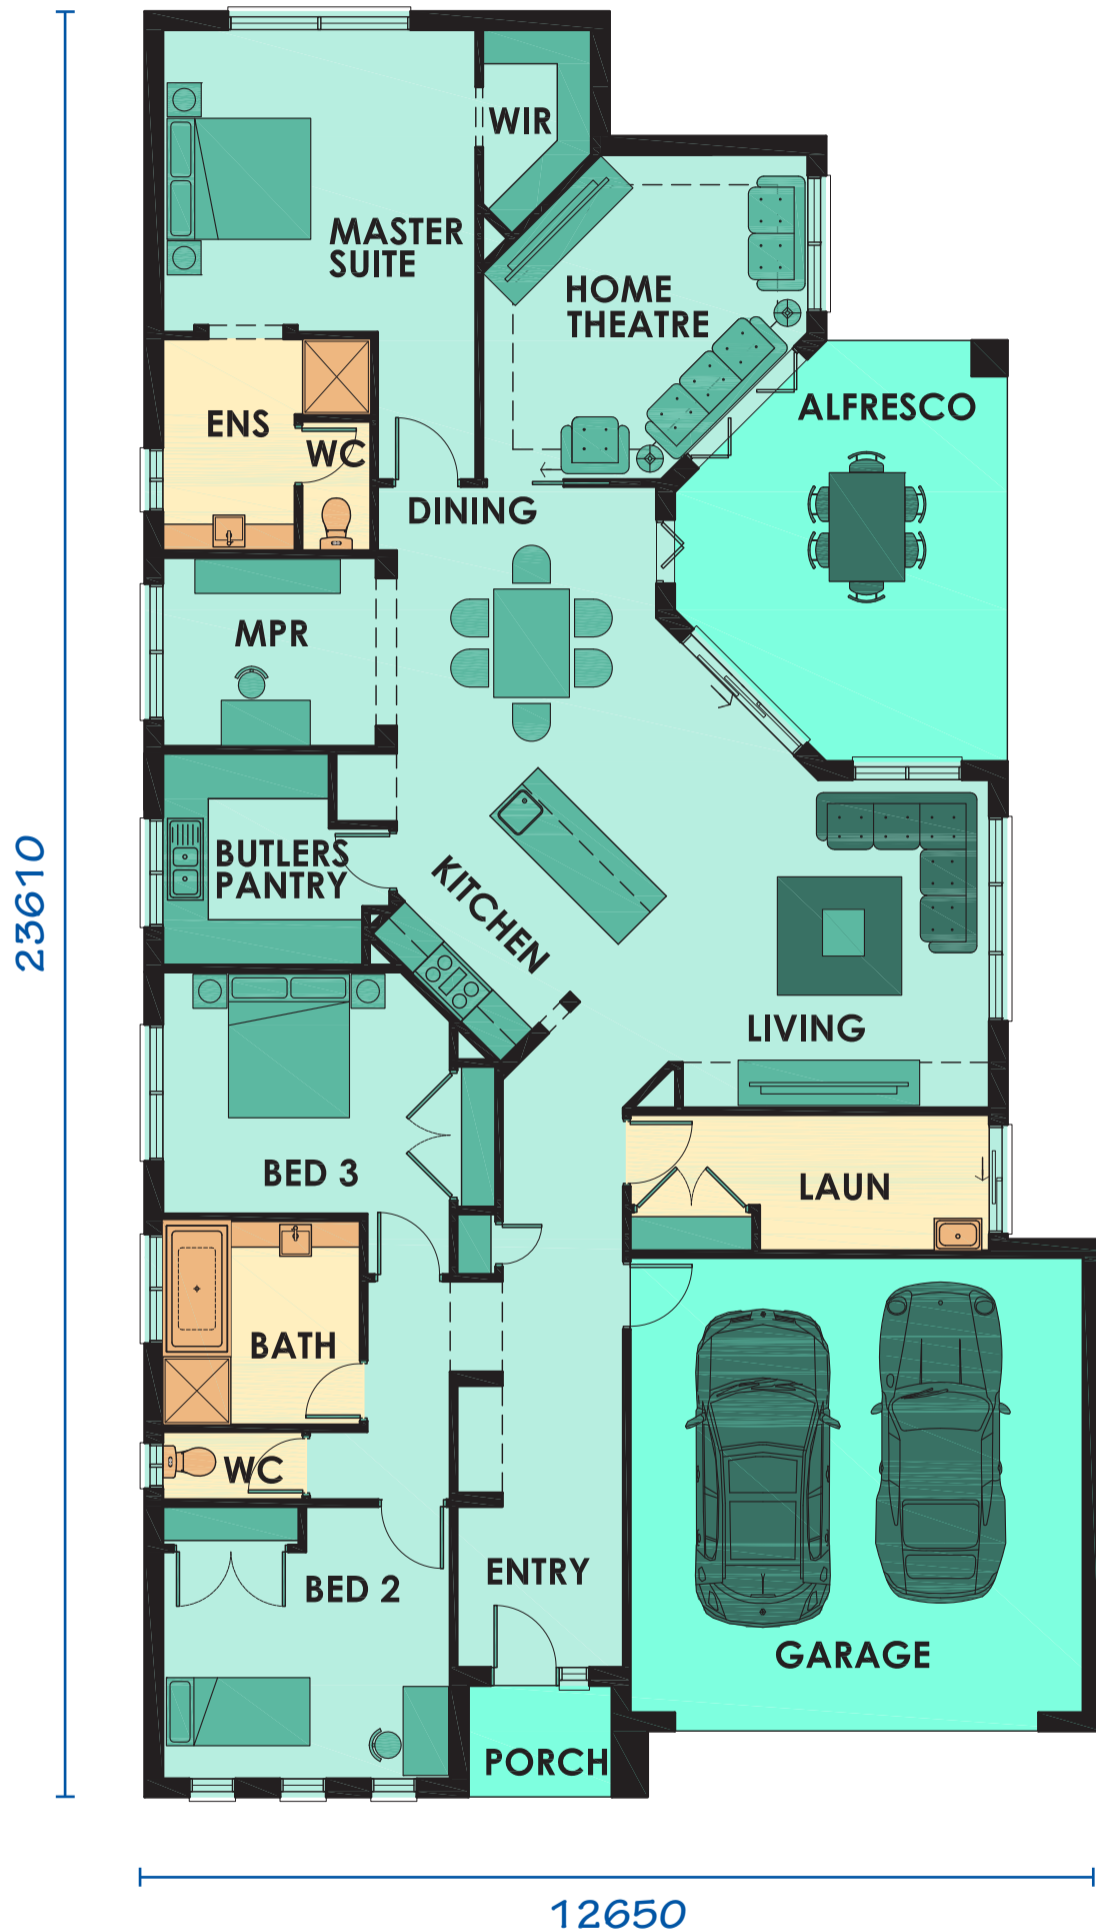 WIR
MASTER
SUITE
HOME
THEATRE
ENS
WC
ALFRESCO
DINING
MPR
BUTLERS
PANTRY
KITCHEN
23610
LIVING
BED 3
LAUN
BATH
WC
BED 2
ENTRY
GARAGE
PORCH
12650